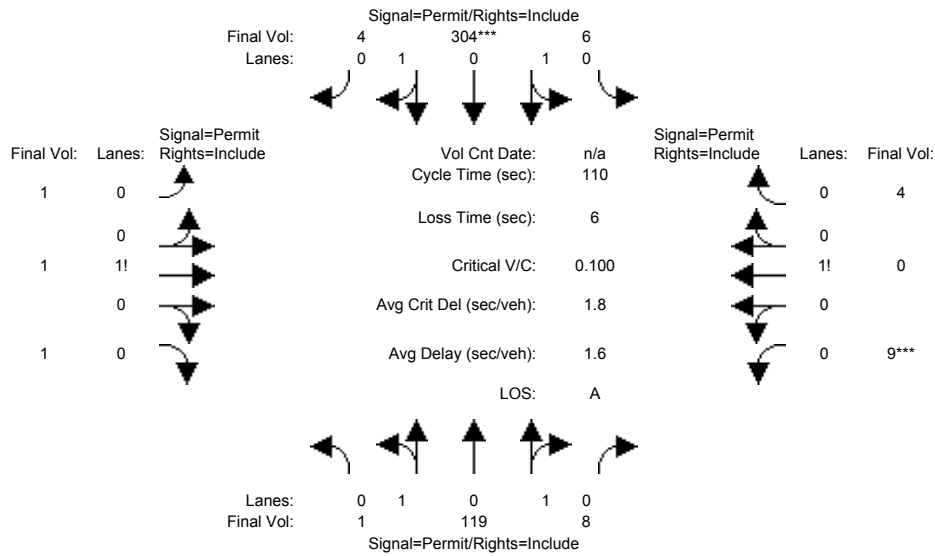 Signal=Permit/Rights=Include
Final Vol: 4 304*** 6
Lanes: 0 1 0 1 0
Signal=Permit Signal=Permit
Final Vol: Lanes: Rights=Include Vol Cnt Date: n/a Rights=Include Lanes: Final Vol:
Cycle Time (sec): 110
1 0 0 4
Loss Time (sec): 6
0 0
1 1! Critical V/C: 0.100 1! 0
0 Avg Crit Del (sec/veh): 1.8 0
1 0 Avg Delay (sec/veh): 1.6 0 9***
LOS: A
Lanes: 0 1 0 1 0
Final Vol: 1 119 8
Signal=Permit/Rights=Include